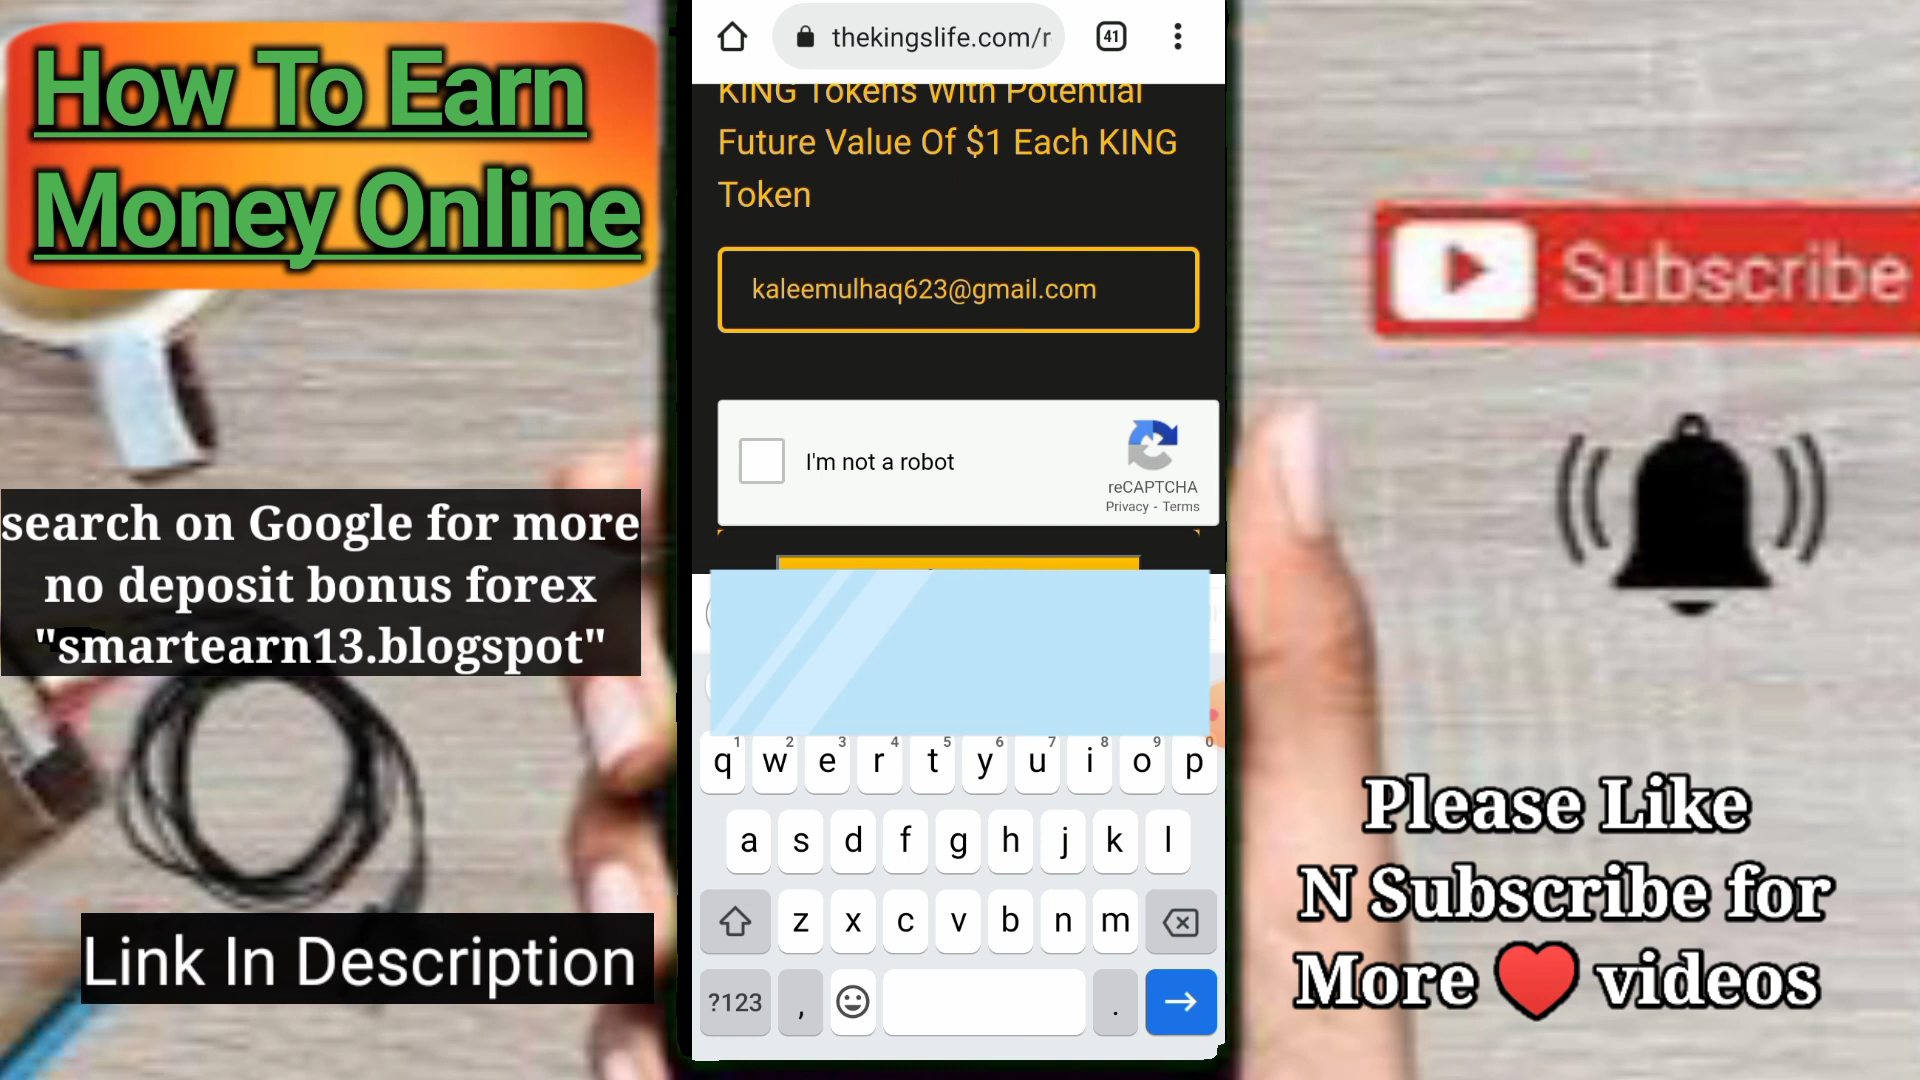 How To Earn
Money Online
search on Google for more
no deposit bonus forex
"smartearn13.blogspot"
Link In Description
thekingslife.com/r
41
KING Tokens With Potential
Future Value Of $1 Each KING
Token
kaleemulhaq623@gmail.com
I'm not a robot
reCAPTCHA
Privacy - Terms
1 2 3 4 5 6 7 8 9 0
q w e r t y u i o p
a s d f g h j k l
z x c v b n m
?123 , .
Subscribe
Please Like
N Subscribe for
More ❤ videos